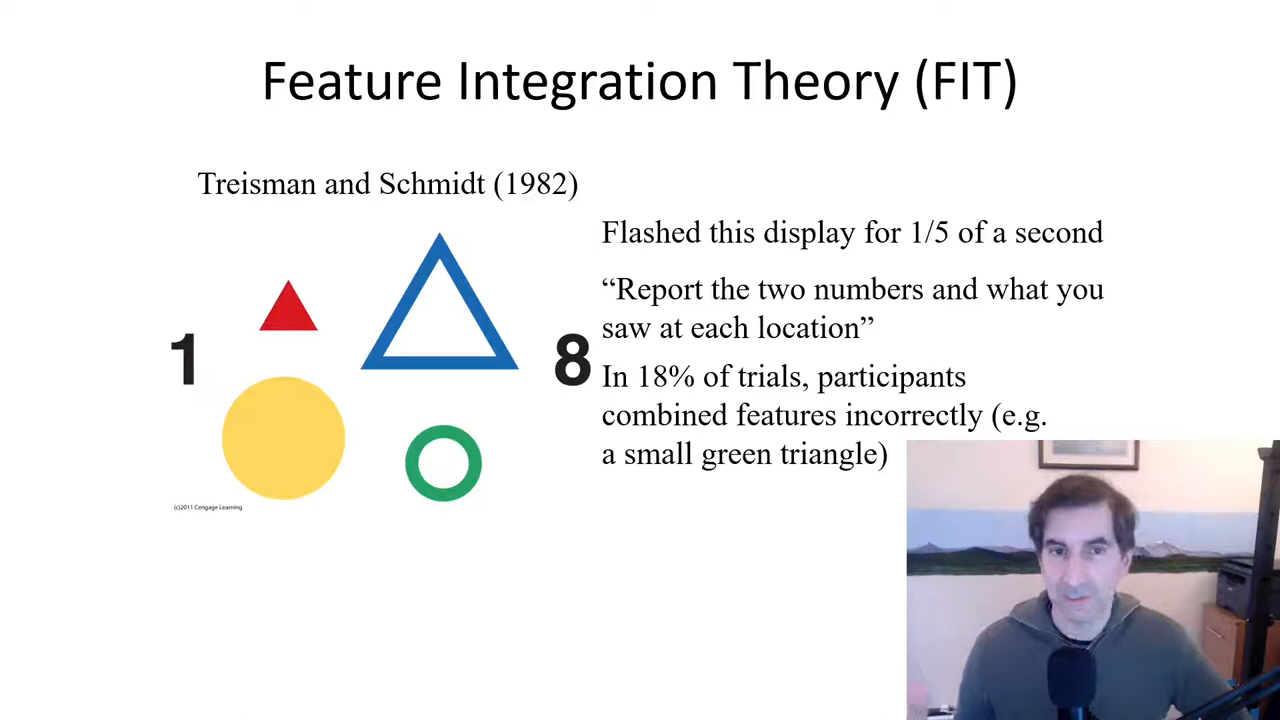 Feature Integration Theory (FIT)
Treisman and Schmidt (1982)
1
8
(c)2011 Cengage Learning
Flashed this display for 1/5 of a second
“Report the two numbers and what you
saw at each location”
In 18% of trials, participants
combined features incorrectly (e.g.
a small green triangle)